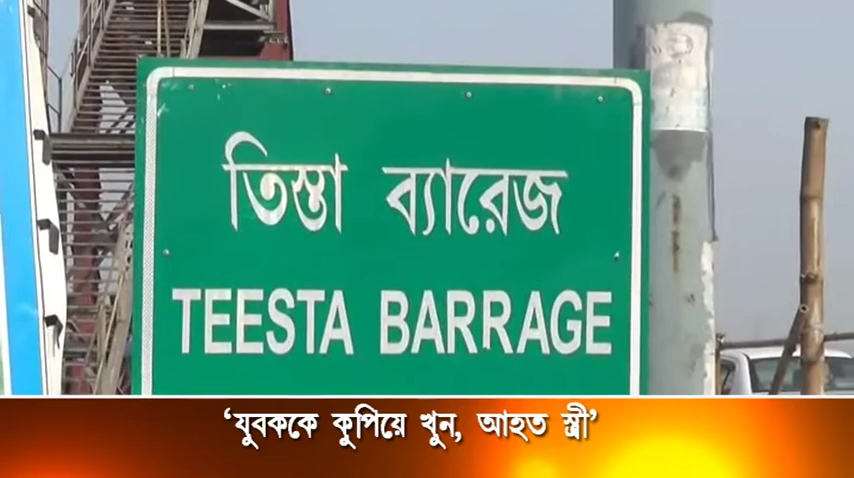 তিস্তা ব্যারেজ
TEESTA BARRAGE
‘যুবককে কুপিয়ে খুন, আহত স্ত্রী’